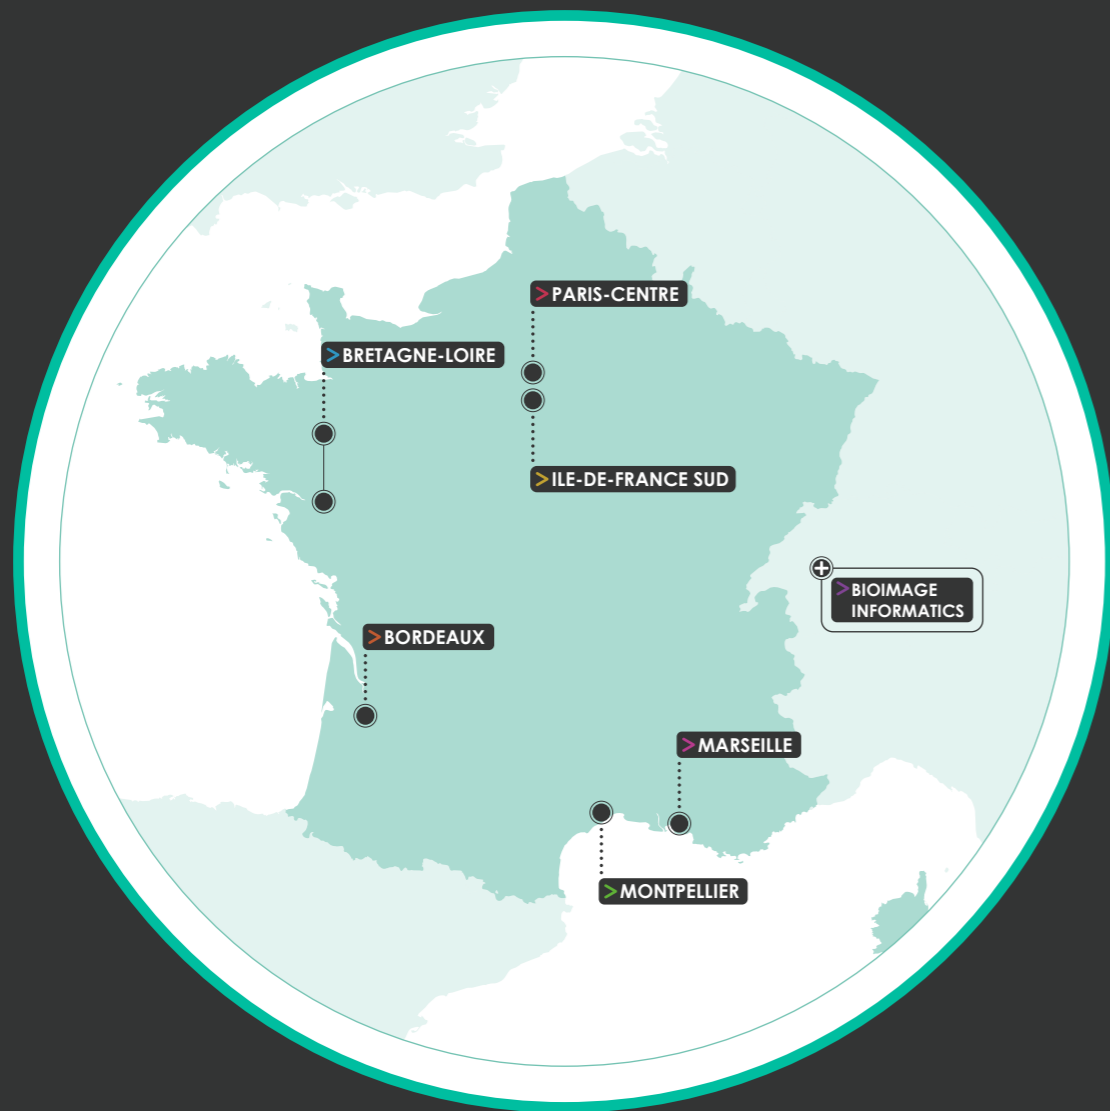 >PARIS-CENTRE
>BRETAGNE-LOIRE
>ILE-DE-FRANCE SUD
>BIOIMAGE
INFORMATICS
>BORDEAUX
>MARSEILLE
>MONTPELLIER